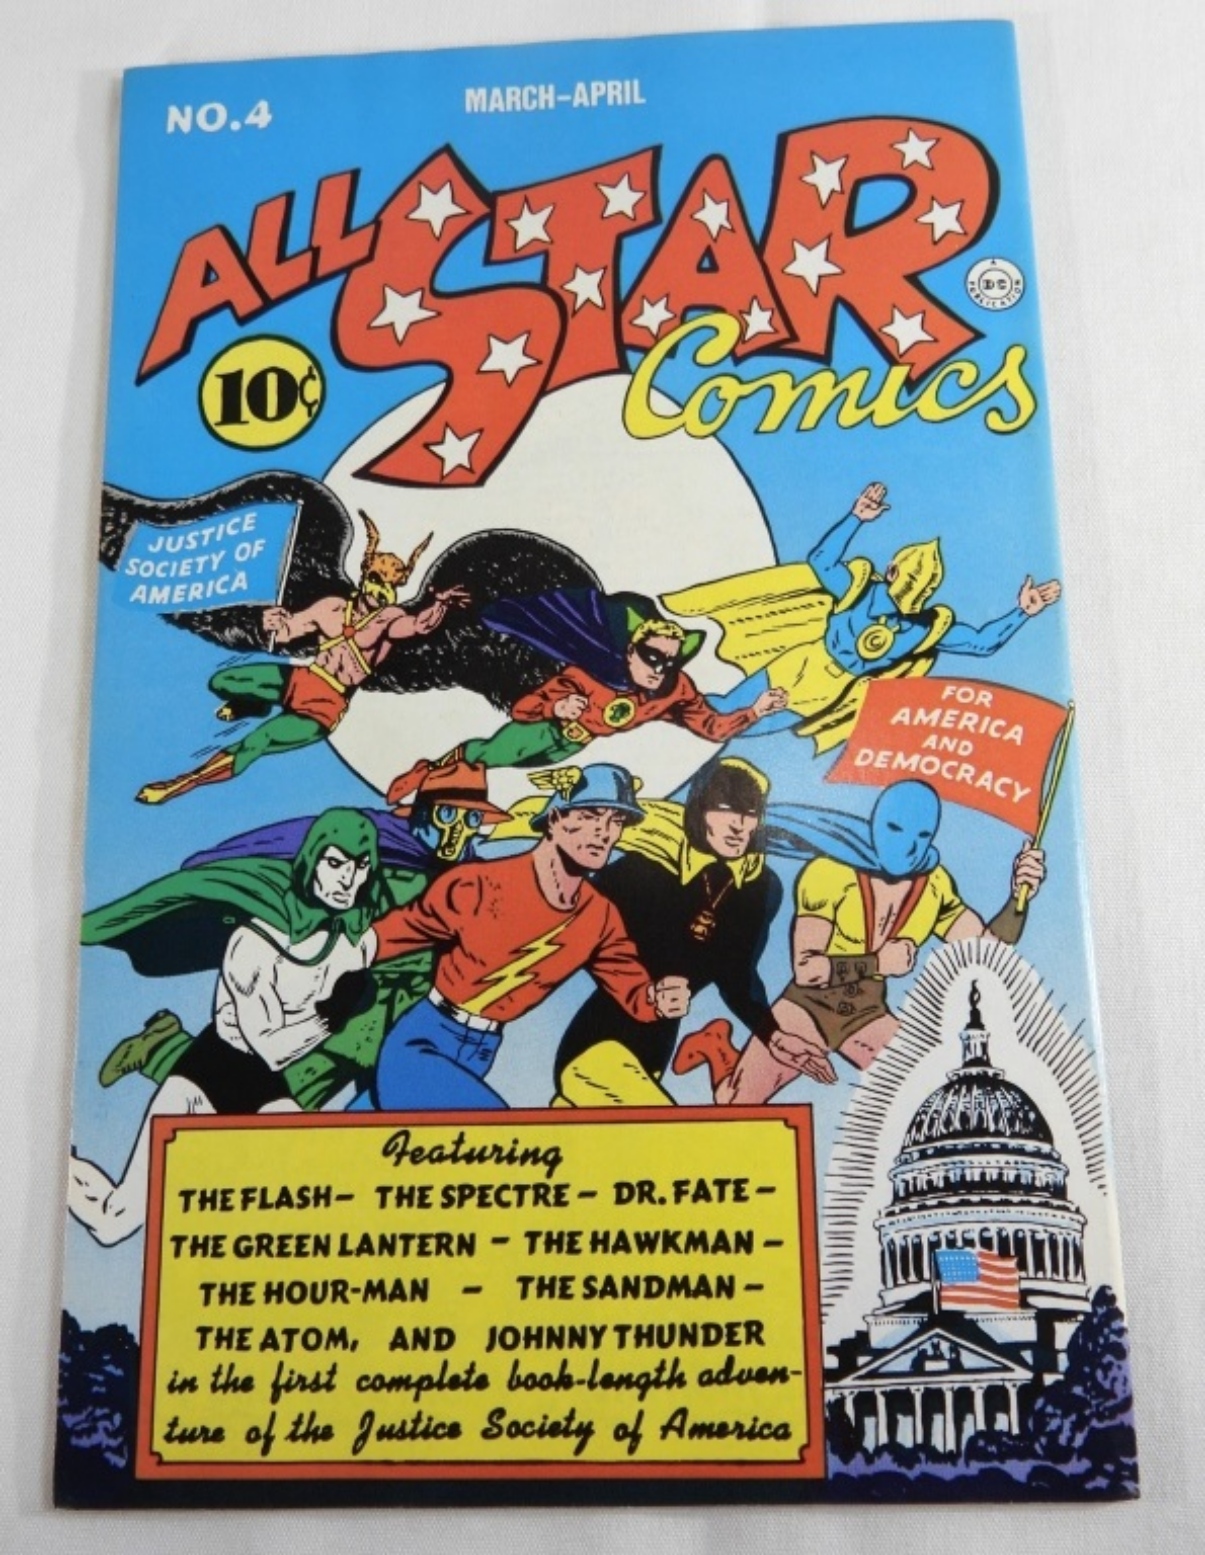 NO.4
MARCH-APRIL
ALL STAR
Comics
10¢
A DC PUBLICATION
JUSTICE
SOCIETY OF
AMERICA
FOR
AMERICA
AND
DEMOCRACY
Featuring
THE FLASH- THE SPECTRE- DR. FATE-
THE GREEN LANTERN - THE HAWKMAN-
THE HOUR-MAN - THE SANDMAN-
THE ATOM, AND JOHNNY THUNDER
in the first complete book-length adven-
ture of the Justice Society of America